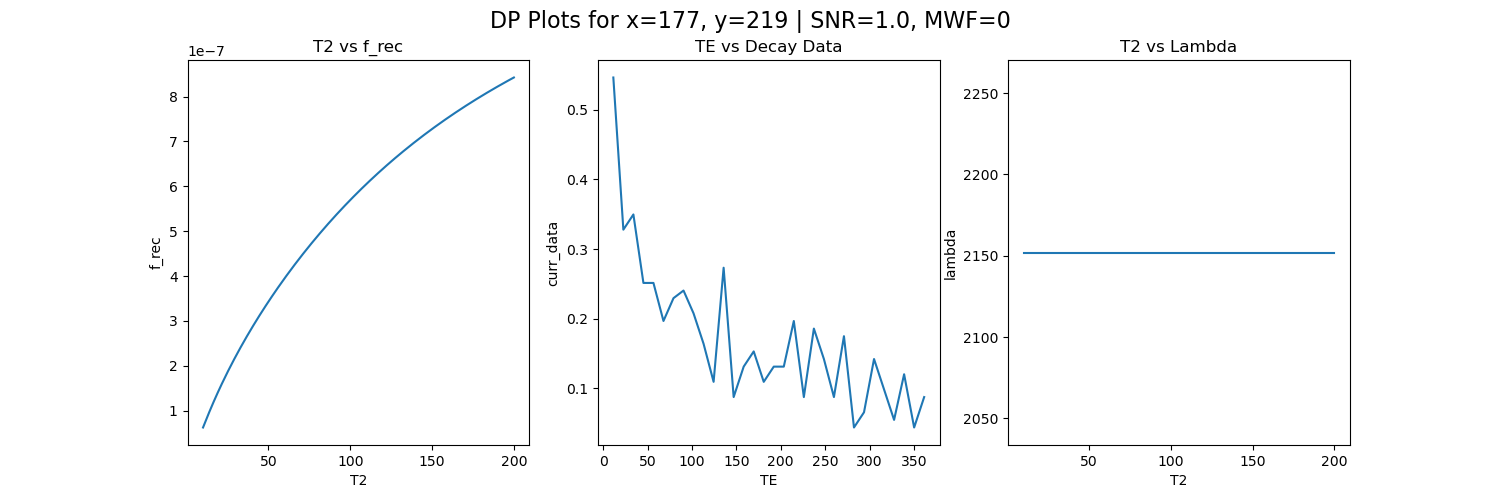 DP Plots for x=177, y=219 | SNR=1.0, MWF=0
T2 vs f_rec
1e−7
8
7
6
5
4
3
2
1
f_rec
50 100 150 200
T2
TE vs Decay Data
0.5
0.4
0.3
0.2
0.1
curr_data
0 50 100 150 200 250 300 350
TE
T2 vs Lambda
2250
2200
2150
2100
2050
lambda
50 100 150 200
T2